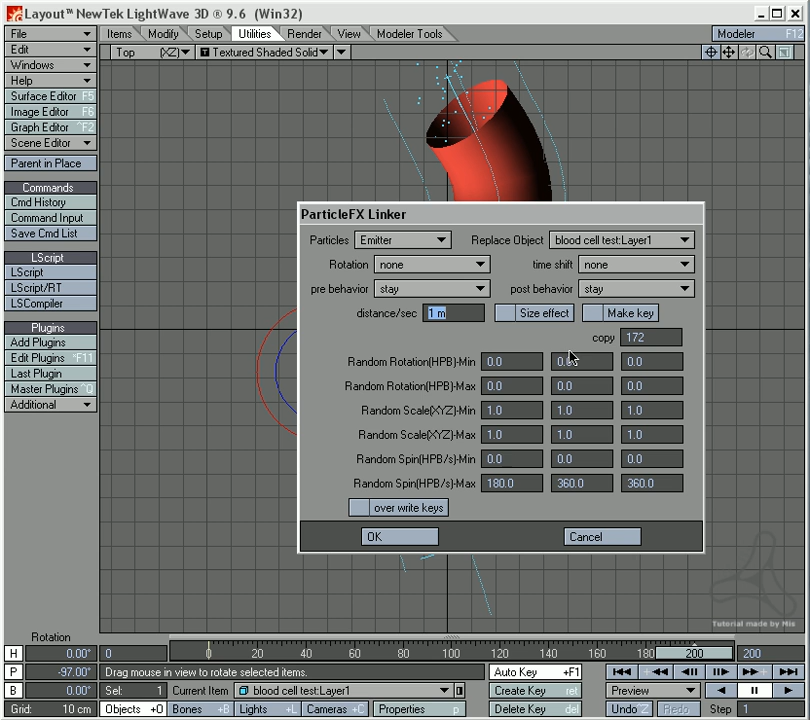 Layout™ NewTek LightWave 3D ® 9.6 (Win32)
File
Items Modify Setup Utilities Render View Modeler Tools
Modeler F12
Edit
Top (XZ) Textured Shaded Solid
Windows
Help
Surface Editor F5
Image Editor F6
Graph Editor ^F2
Scene Editor
Parent in Place
Commands
Cmd History
Command Input
Save Cmd List
LScript
LScript
LScript/RT
LSCompiler
Plugins
Add Plugins
Edit Plugins ^F11
Last Plugin
Master Plugins ^Q
Additional
ParticleFX Linker
Particles Emitter Replace Object blood cell test:Layer1
Rotation none time shift none
pre behavior stay post behavior stay
distance/sec 1 m Size effect Make key
copy 172
Random Rotation(HPB)-Min 0.0 0.0 0.0
Random Rotation(HPB)-Max 0.0 0.0 0.0
Random Scale(XYZ)-Min 1.0 1.0 1.0
Random Scale(XYZ)-Max 1.0 1.0 1.0
Random Spin(HPB/s)-Min 0.0 0.0 0.0
Random Spin(HPB/s)-Max 180.0 360.0 360.0
over write keys
OK Cancel
Tutorial made by Mis
Rotation
H 0.00° 0 0 20 40 60 80 100 120 140 160 180 200 200
P -97.00° Drag mouse in view to rotate selected items. Auto Key +F1
B 0.00° Sel: 1 Current Item blood cell test:Layer1 Create Key ret Preview
Grid: 10 cm Objects +O Bones +B Lights +L Cameras +C Properties p Delete Key del Undo ^Z Redo Step 1